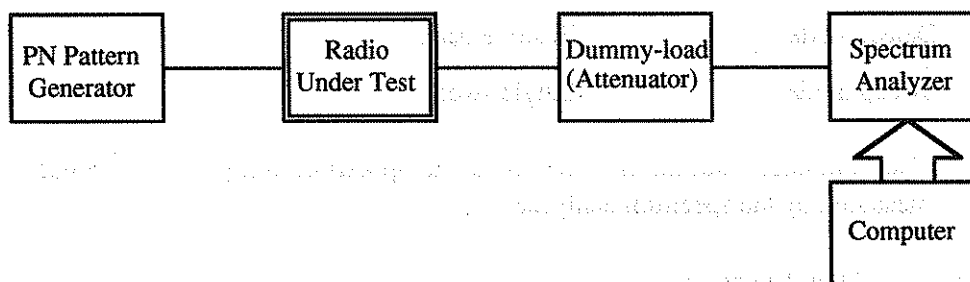 PN Pattern
Generator
Radio
Under Test
Dummy-load
(Attenuator)
Spectrum
Analyzer
Computer